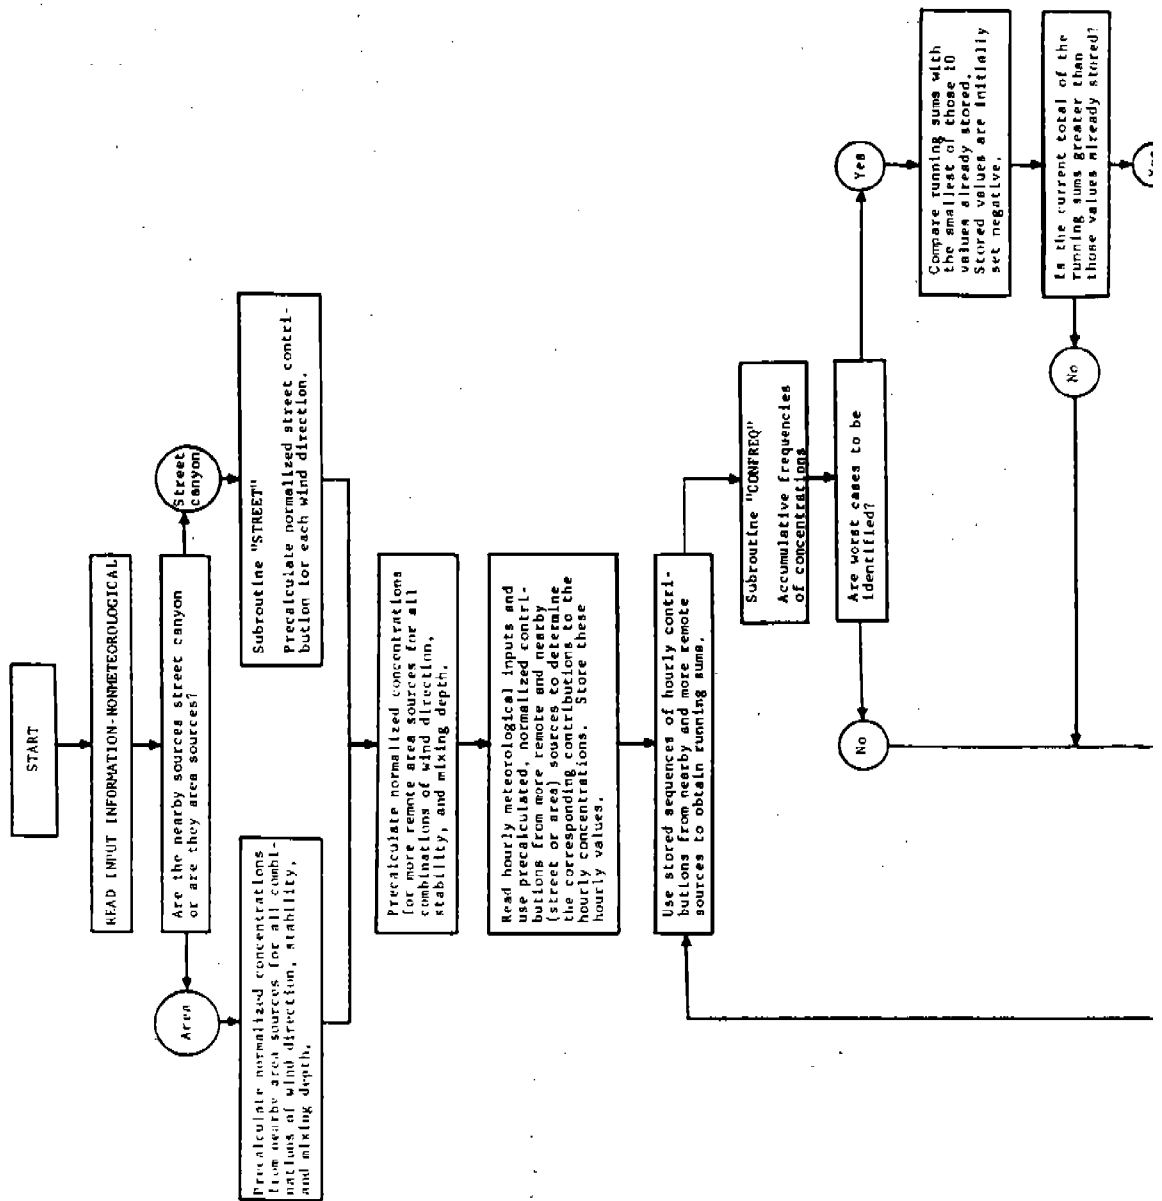 START
READ INPUT INFORMATION-NONMETEOROLOGICAL
Are the nearby sources street canyon
or are they area sources?
Area
Street
canyon
Precalculate normalized concentrations
from nearby area sources for all combi-
nations of wind direction, stability,
and mixing depth.
Subroutine "STREET"
Precalculate normalized street contri-
bution for each wind direction.
Precalculate normalized concentrations
for more remote area sources for all
combinations of wind direction,
stability, and mixing depth.
Read hourly meteorological inputs and
use precalculated, normalized contri-
butions from more remote and nearby
(street or area) sources to determine
the corresponding contributions to the
hourly concentrations. Store these
hourly values.
Use stored sequences of hourly contri-
butions from nearby and more remote
sources to obtain running sums.
Subroutine "CONFREQ"
Accumulative frequencies
of concentrations
Are worst cases to be
identified?
No
Yes
Compare running sums with
the smallest of those 10
values already stored.
Stored values are initially
set negative.
Is the current total of the
running sums greater than
those values already stored?
No
Yes